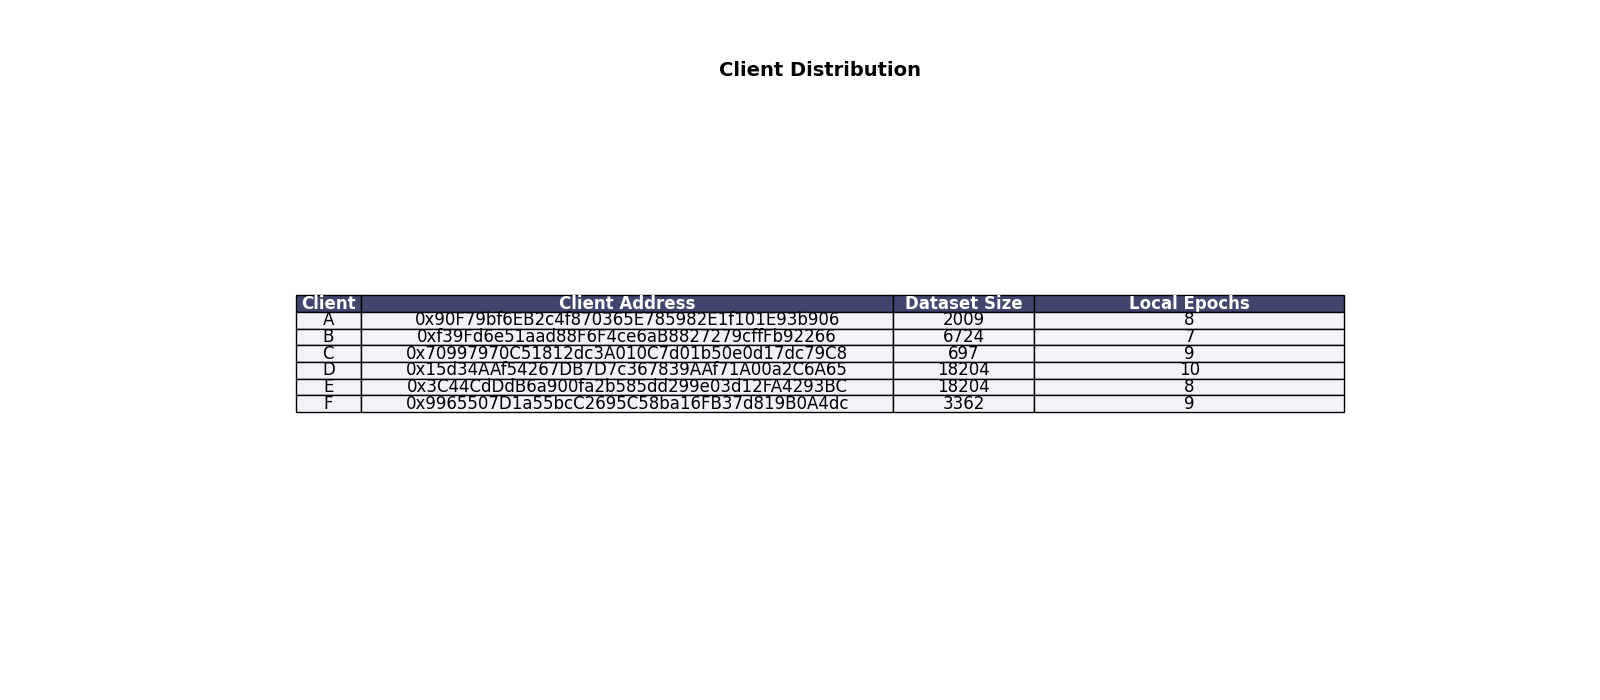 Client Distribution
Client Client Address Dataset Size Local Epochs
A 0x90F79bf6EB2c4f870365E785982E1f101E93b906 2009 8
B 0xf39Fd6e51aad88F6F4ce6aB8827279cffFb92266 6724 7
C 0x70997970C51812dc3A010C7d01b50e0d17dc79C8 697 9
D 0x15d34AAf54267DB7D7c367839AAf71A00a2C6A65 18204 10
E 0x3C44CdDdB6a900fa2b585dd299e03d12FA4293BC 18204 8
F 0x9965507D1a55bcC2695C58ba16FB37d819B0A4dc 3362 9